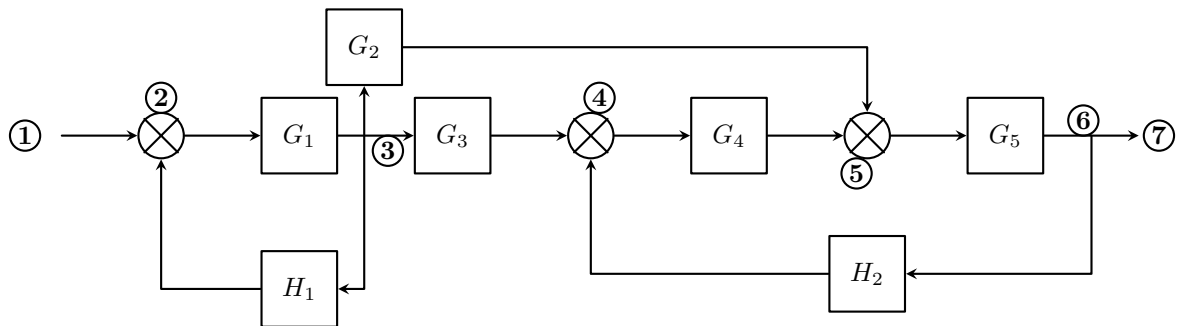 G₂
② ④
① G₁ ③ G₃ G₄ ⑤ G₅ ⑥ ⑦
H₁ H₂